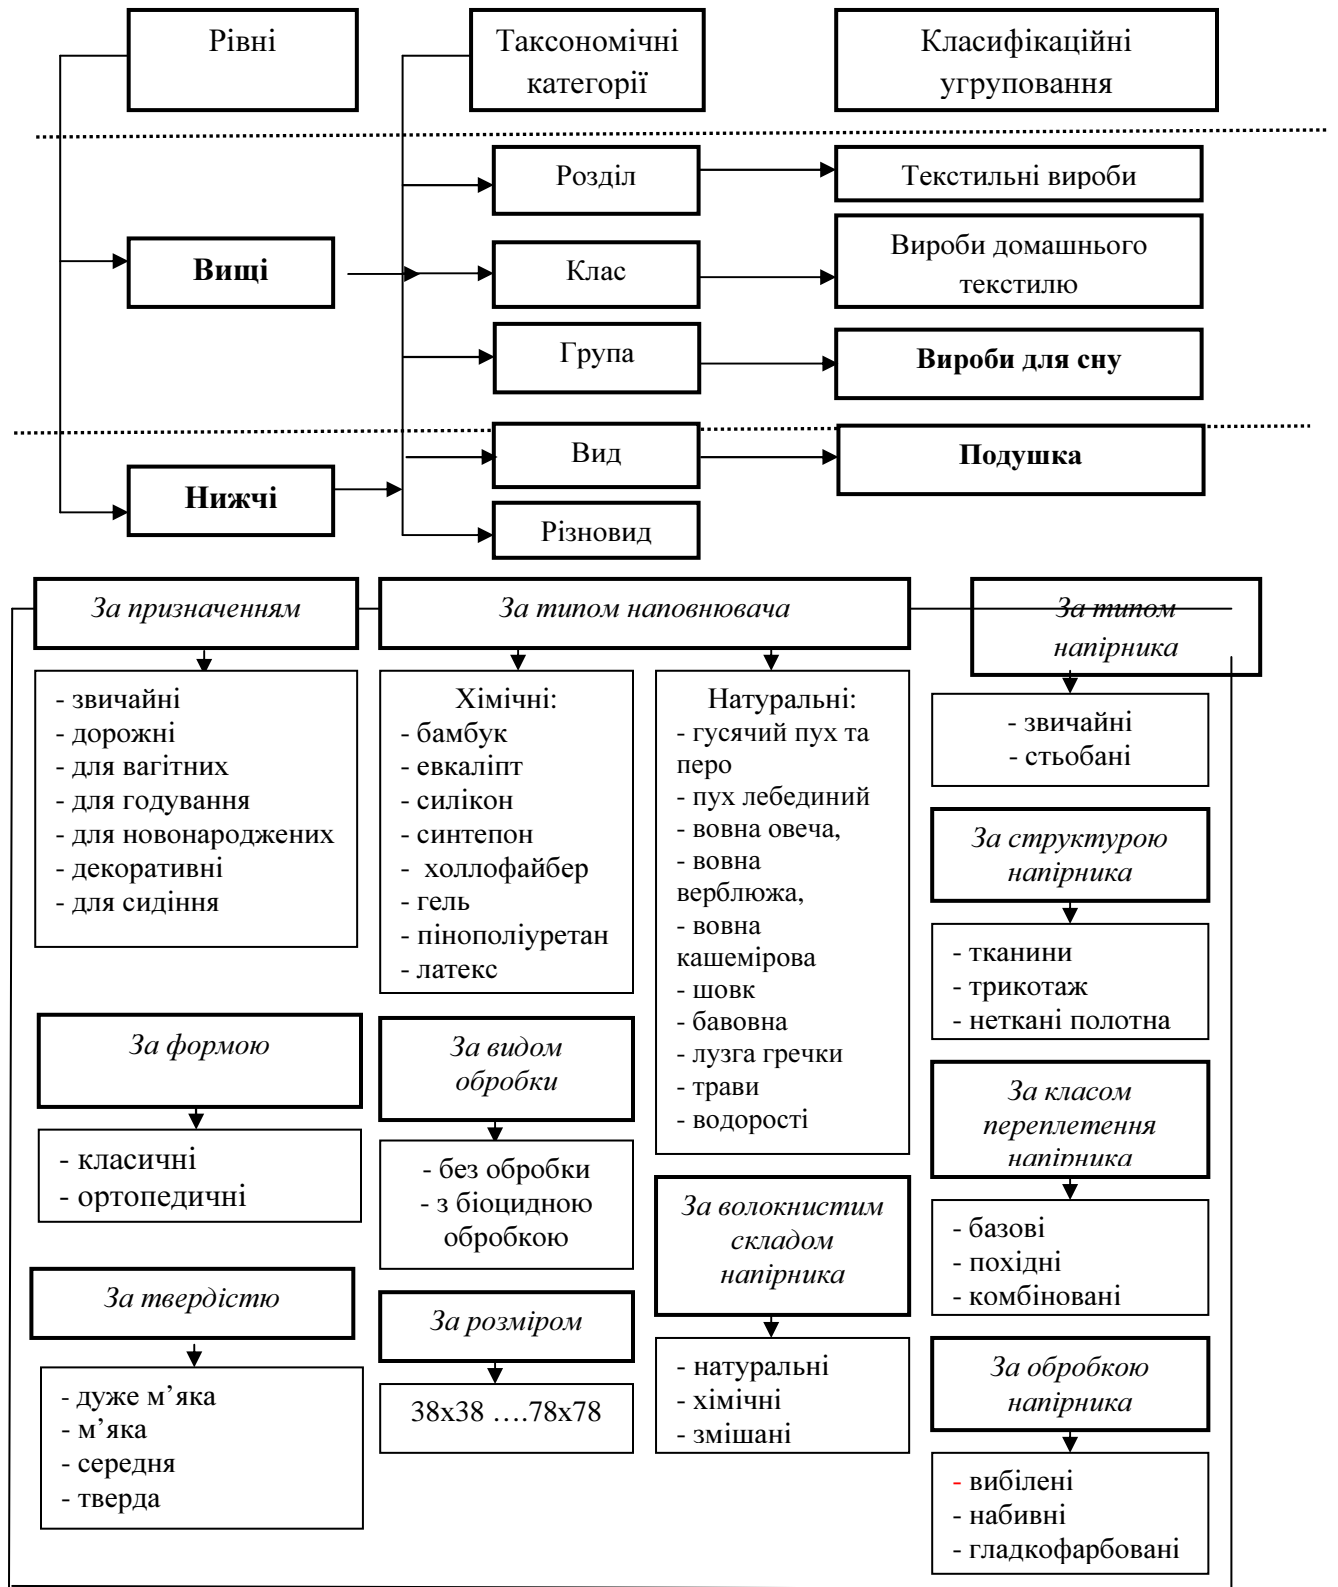 Рівні
Таксономічні
категорії
Класифікаційні
угруповання
Розділ
Текстильні вироби
Вищі
Клас
Вироби домашнього
текстилю
Група
Вироби для сну
Вид
Подушка
Нижчі
Різновид
За призначенням
- звичайні
- дорожні
- для вагітних
- для годування
- для новонароджених
- декоративні
- для сидіння
За формою
- класичні
- ортопедичні
За твердістю
- дуже м’яка
- м’яка
- середня
- тверда
За типом наповнювача
Хімічні:
- бамбук
- евкаліпт
- силікон
- синтепон
- холлофайбер
- гель
- пінополіуретан
- латекс
Натуральні:
- гусячий пух та
перо
- пух лебединий
- вовна овеча,
- вовна
верблюжа,
- вовна
кашемірова
- шовк
- бавовна
- лузга гречки
- трави
- водорості
За видом
обробки
- без обробки
- з біоцидною
обробкою
За розміром
38х38 ….78х78
За волокнистим
складом
напірника
- натуральні
- хімічні
- змішані
За типом
напірника
- звичайні
- стьобані
За структурою
напірника
- тканини
- трикотаж
- неткані полотна
За класом
переплетення
напірника
- базові
- похідні
- комбіновані
За обробкою
напірника
- вибілені
- набивні
- гладкофарбовані